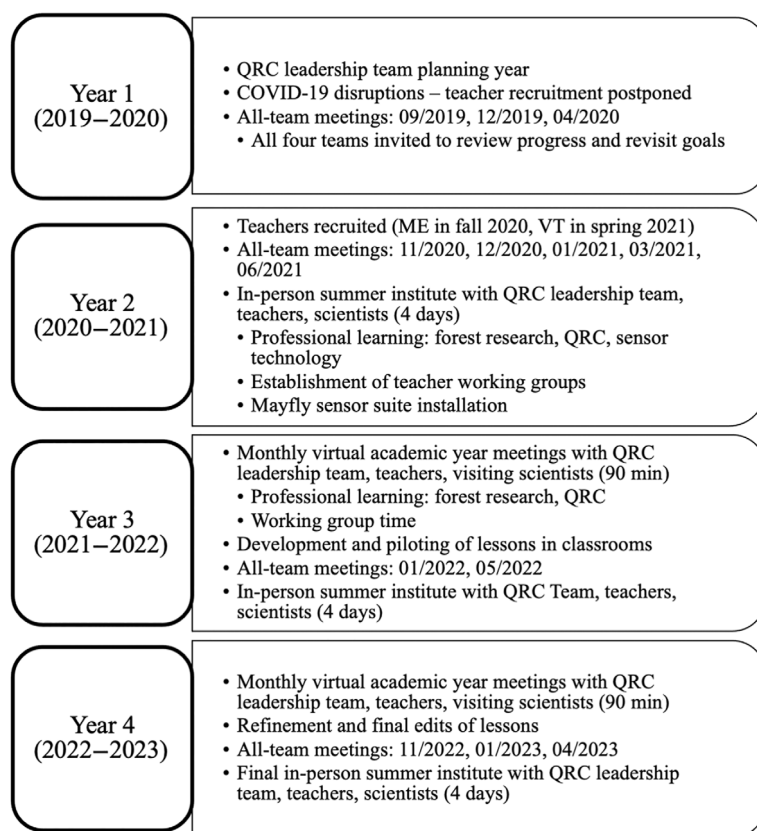 Year 1
(2019–2020)
• QRC leadership team planning year
• COVID-19 disruptions – teacher recruitment postponed
• All-team meetings: 09/2019, 12/2019, 04/2020
• All four teams invited to review progress and revisit goals
Year 2
(2020–2021)
• Teachers recruited (ME in fall 2020, VT in spring 2021)
• All-team meetings: 11/2020, 12/2020, 01/2021, 03/2021,
06/2021
• In-person summer institute with QRC leadership team,
teachers, scientists (4 days)
• Professional learning: forest research, QRC, sensor
technology
• Establishment of teacher working groups
• Mayfly sensor suite installation
Year 3
(2021–2022)
• Monthly virtual academic year meetings with QRC
leadership team, teachers, visiting scientists (90 min)
• Professional learning: forest research, QRC
• Working group time
• Development and piloting of lessons in classrooms
• All-team meetings: 01/2022, 05/2022
• In-person summer institute with QRC Team, teachers,
scientists (4 days)
Year 4
(2022–2023)
• Monthly virtual academic year meetings with QRC
leadership team, teachers, visiting scientists (90 min)
• Refinement and final edits of lessons
• All-team meetings: 11/2022, 01/2023, 04/2023
• Final in-person summer institute with QRC leadership
team, teachers, scientists (4 days)